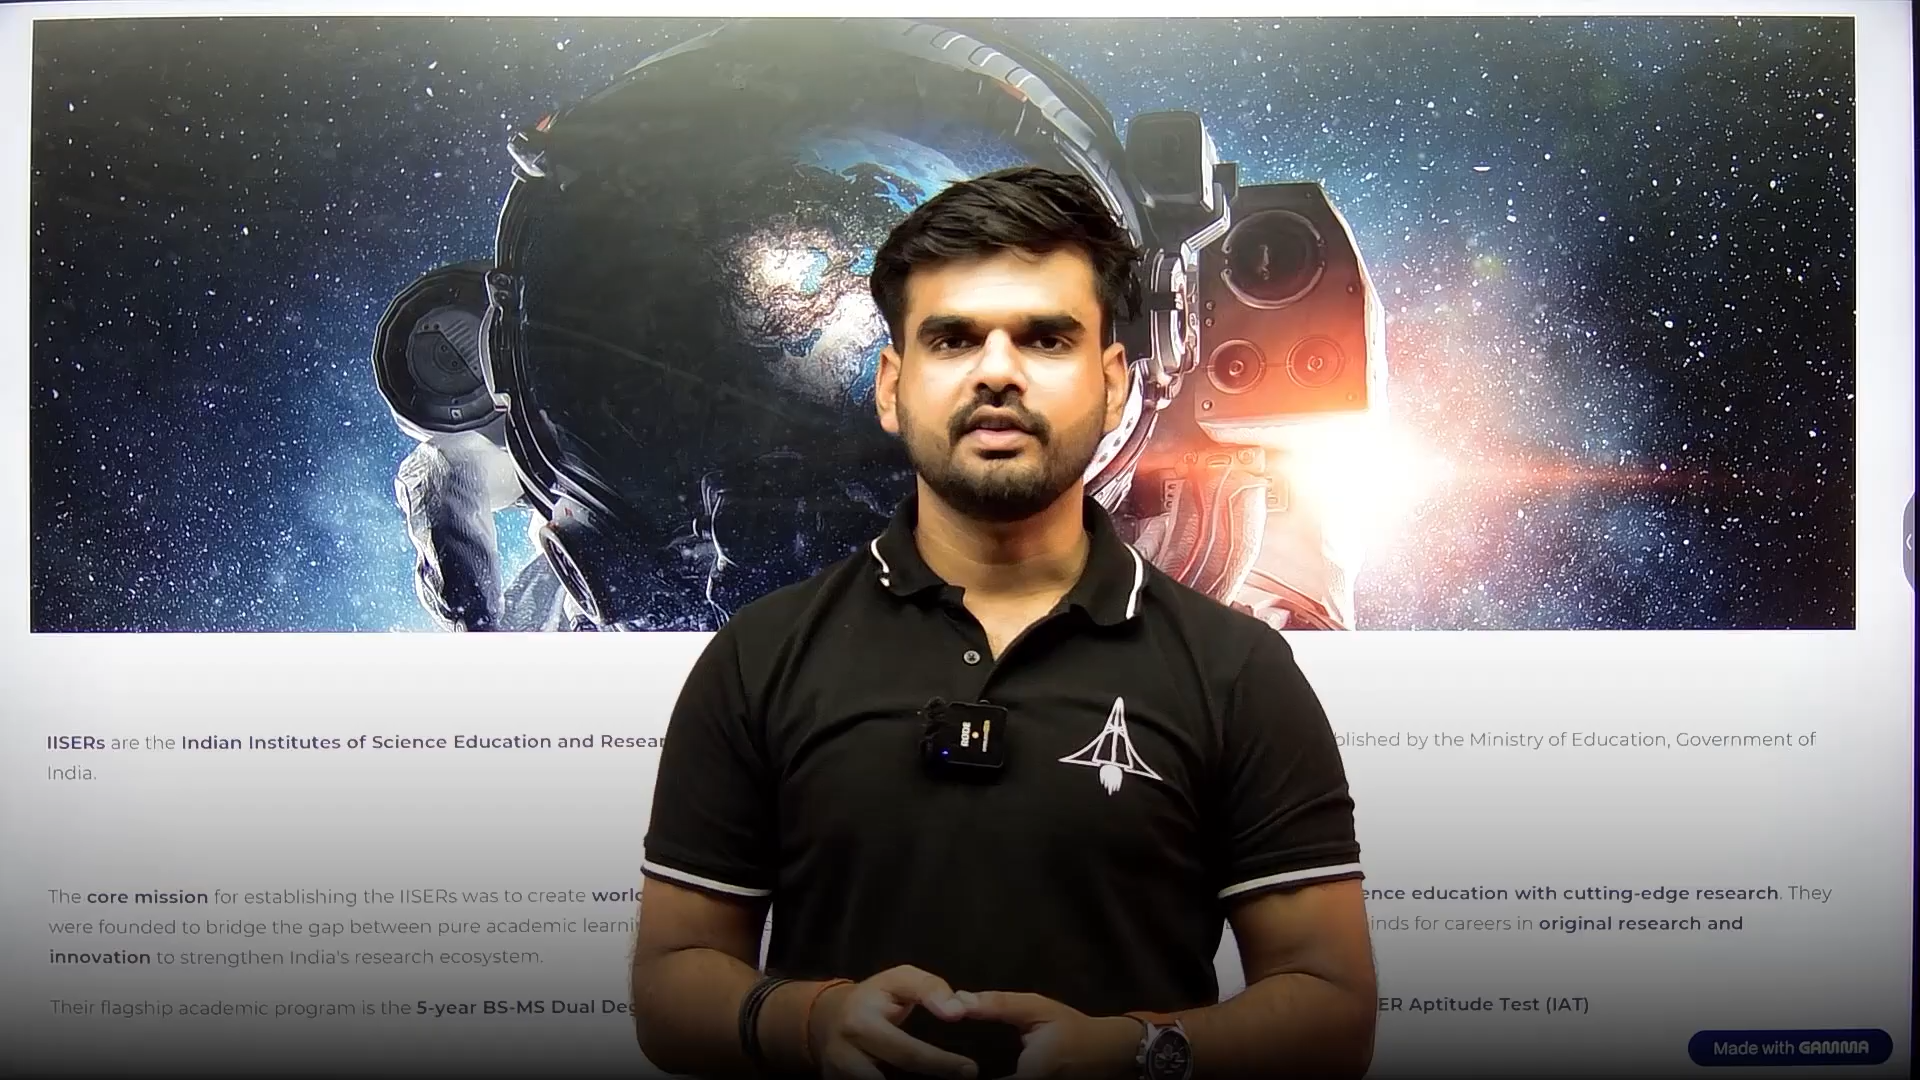 IISERs are the Indian Institutes of Science Education and Resear
blished by the Ministry of Education, Government of
India.
The core mission for establishing the IISERs was to create world
ence education with cutting-edge research. They
were founded to bridge the gap between pure academic learni
inds for careers in original research and
innovation to strengthen India's research ecosystem.
Their flagship academic program is the 5-year BS-MS Dual Deg
ER Aptitude Test (IAT)
RODE
Made with GAMMA